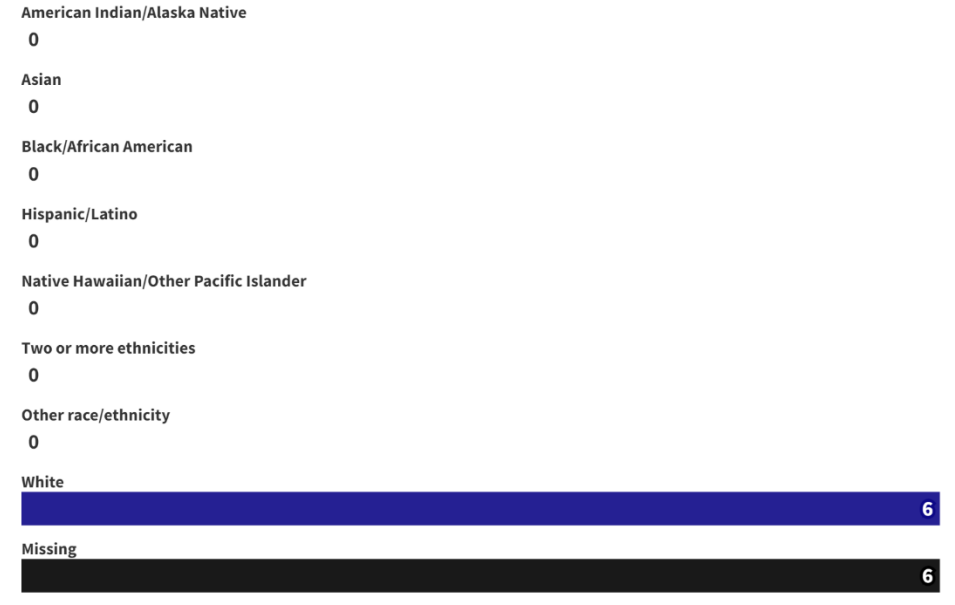 American Indian/Alaska Native
0
Asian
0
Black/African American
0
Hispanic/Latino
0
Native Hawaiian/Other Pacific Islander
0
Two or more ethnicities
0
Other race/ethnicity
0
White
6
Missing
6